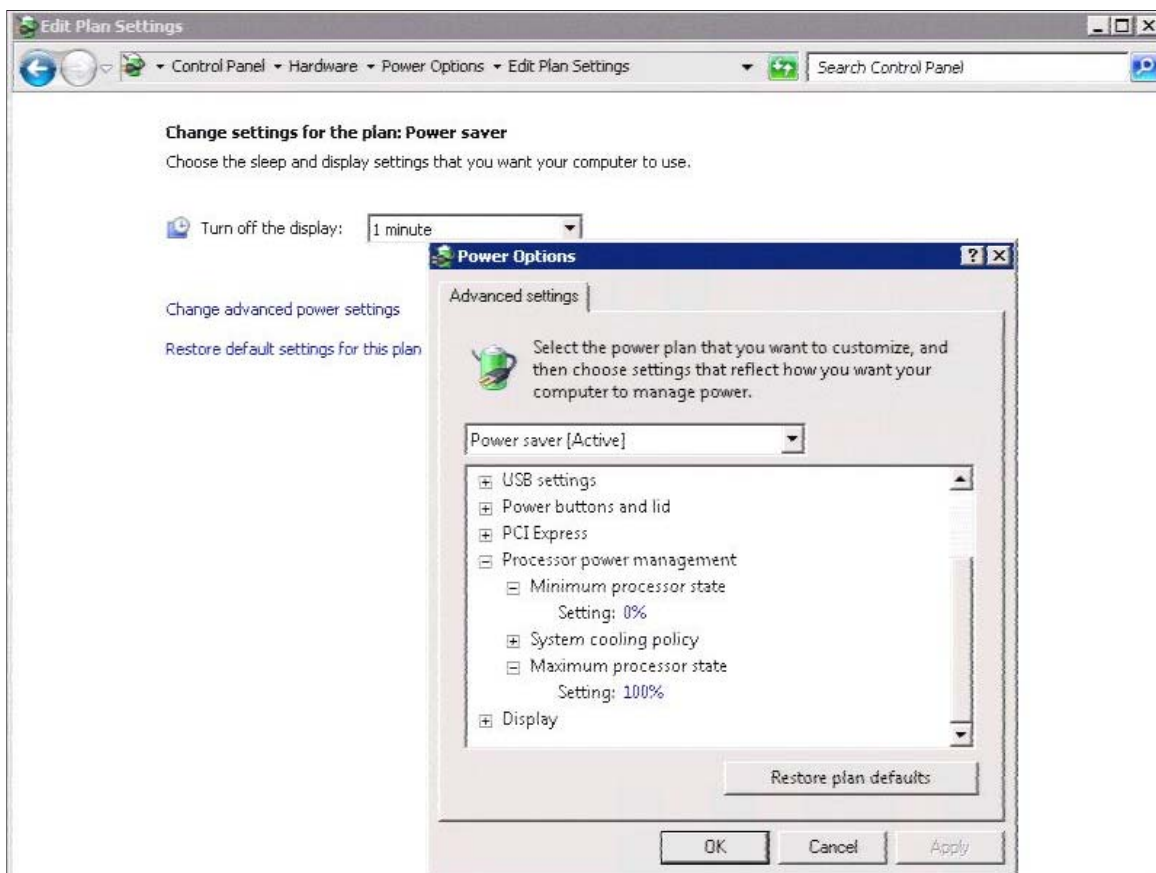 Edit Plan Settings
Control Panel Hardware Power Options Edit Plan Settings
Search Control Panel
Change settings for the plan: Power saver
Choose the sleep and display settings that you want your computer to use.
Turn off the display: 1 minute
Change advanced power settings
Restore default settings for this plan
Power Options
Advanced settings
Select the power plan that you want to customize, and
then choose settings that reflect how you want your
computer to manage power.
Power saver [Active]
USB settings
Power buttons and lid
PCI Express
Processor power management
Minimum processor state
Setting: 0%
System cooling policy
Maximum processor state
Setting: 100%
Display
Restore plan defaults
OK Cancel Apply